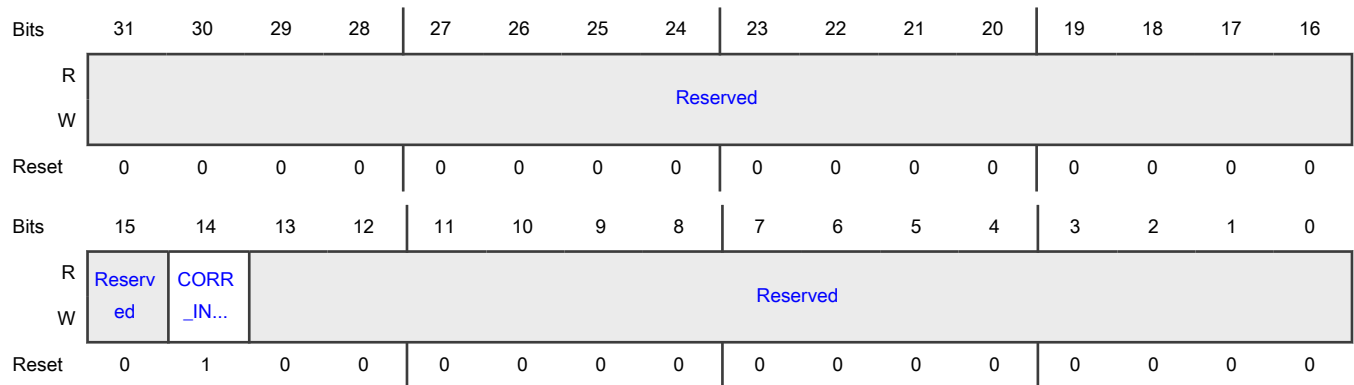 Bits 31 30 29 28 27 26 25 24 23 22 21 20 19 18 17 16
R
Reserved
W
Reset 0 0 0 0 0 0 0 0 0 0 0 0 0 0 0 0
Bits 15 14 13 12 11 10 9 8 7 6 5 4 3 2 1 0
R Reserv CORR
Reserved
W ed _IN...
Reset 0 1 0 0 0 0 0 0 0 0 0 0 0 0 0 0